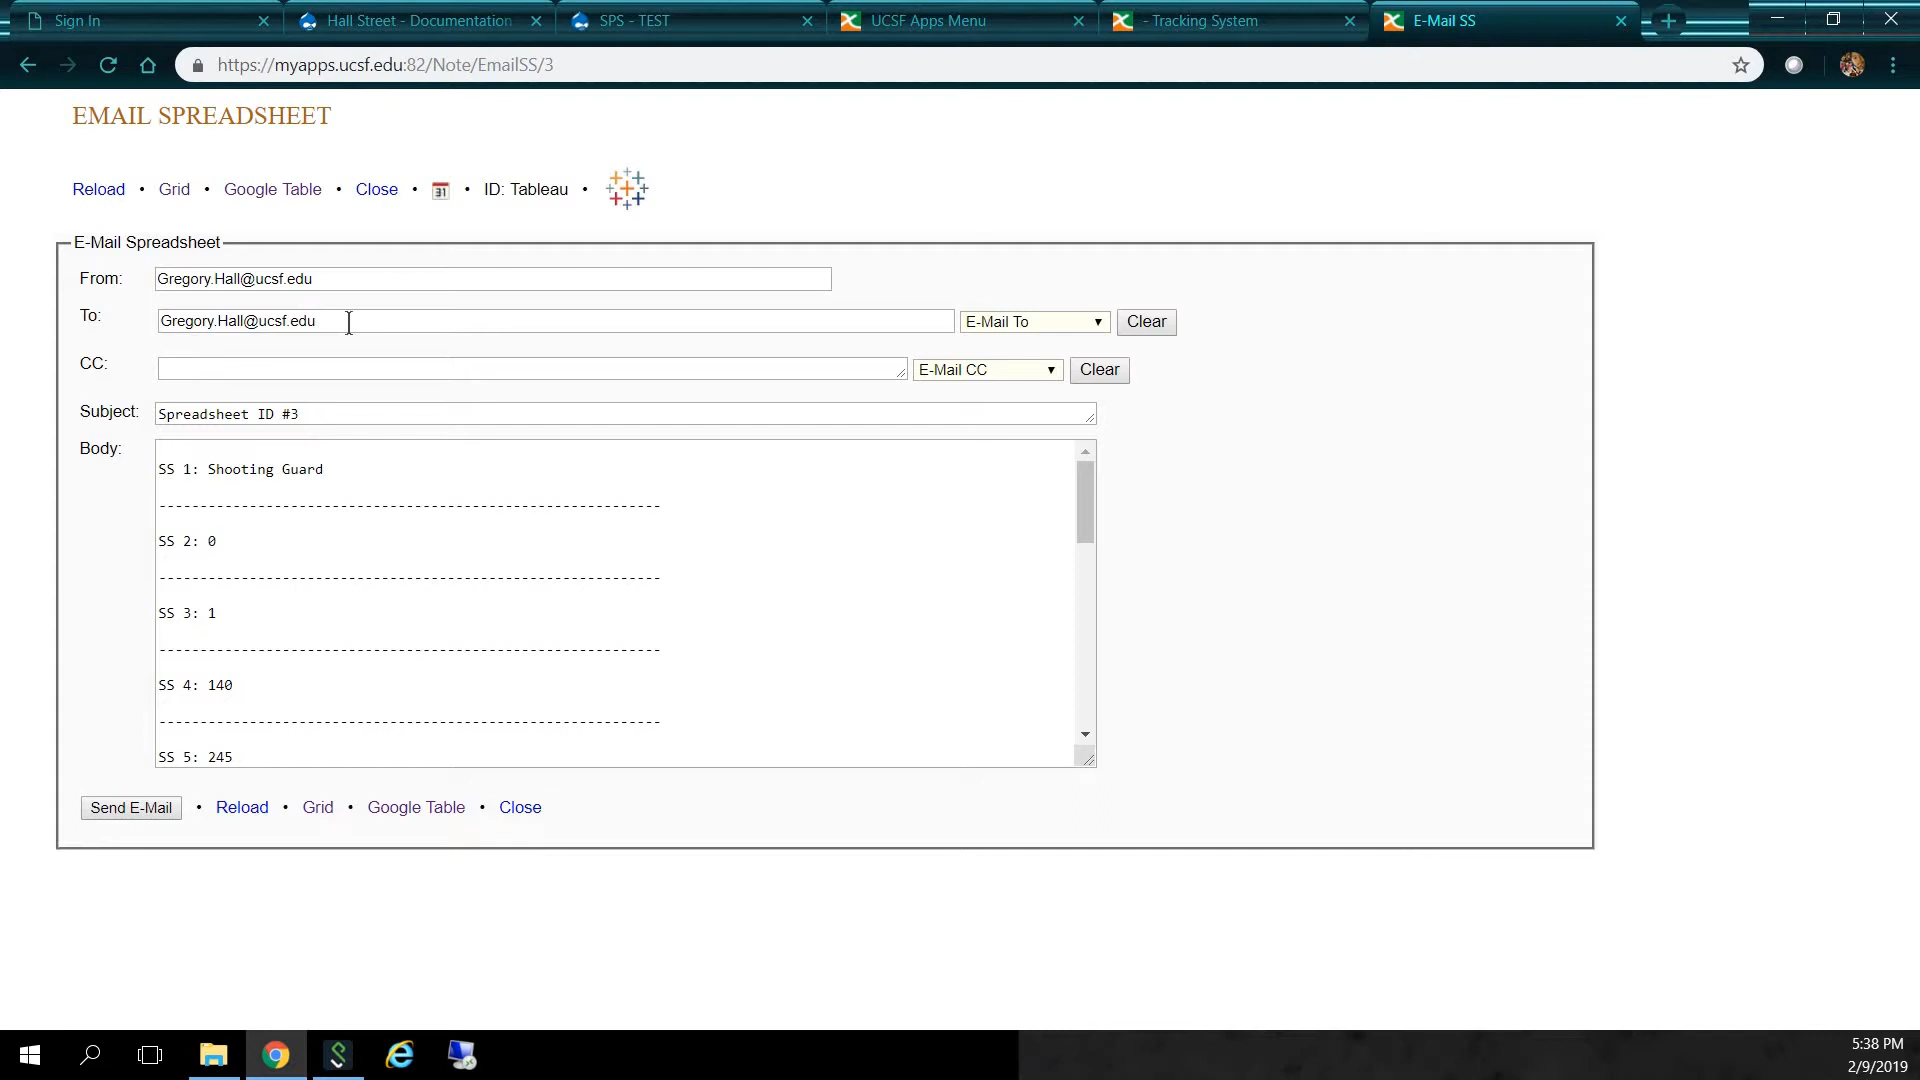 Sign In
Hall Street - Documentation
SPS - TEST
UCSF Apps Menu
- Tracking System
E-Mail SS
https://myapps.ucsf.edu:82/Note/EmailSS/3
EMAIL SPREADSHEET
Reload • Grid • Google Table • Close • 31 • ID: Tableau •
E-Mail Spreadsheet
From: Gregory.Hall@ucsf.edu
To: Gregory.Hall@ucsf.edu E-Mail To Clear
CC: E-Mail CC Clear
Subject: Spreadsheet ID #3
Body:
SS 1: Shooting Guard
-------------------------------------------------------------
SS 2: 0
-------------------------------------------------------------
SS 3: 1
-------------------------------------------------------------
SS 4: 140
-------------------------------------------------------------
SS 5: 245
Send E-Mail • Reload • Grid • Google Table • Close
5:38 PM
2/9/2019